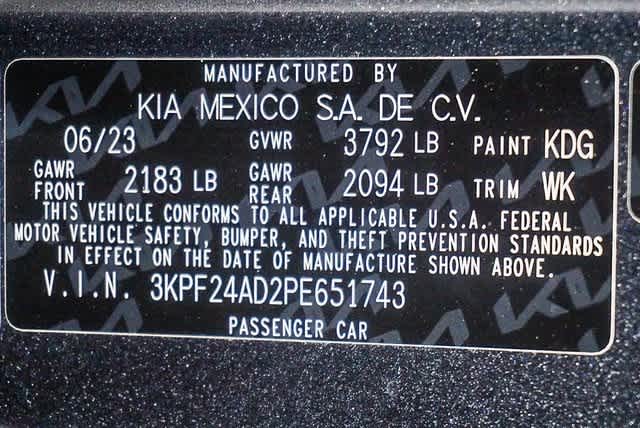 MANUFACTURED BY
KIA MEXICO S.A. DE C.V.
06/23 GVWR 3792 LB PAINT KDG
GAWR FRONT 2183 LB GAWR REAR 2094 LB TRIM WK
THIS VEHICLE CONFORMS TO ALL APPLICABLE U.S.A. FEDERAL
MOTOR VEHICLE SAFETY, BUMPER, AND THEFT PREVENTION STANDARDS
IN EFFECT ON THE DATE OF MANUFACTURE SHOWN ABOVE.
V.I.N. 3KPF24AD2PE651743
PASSENGER CAR